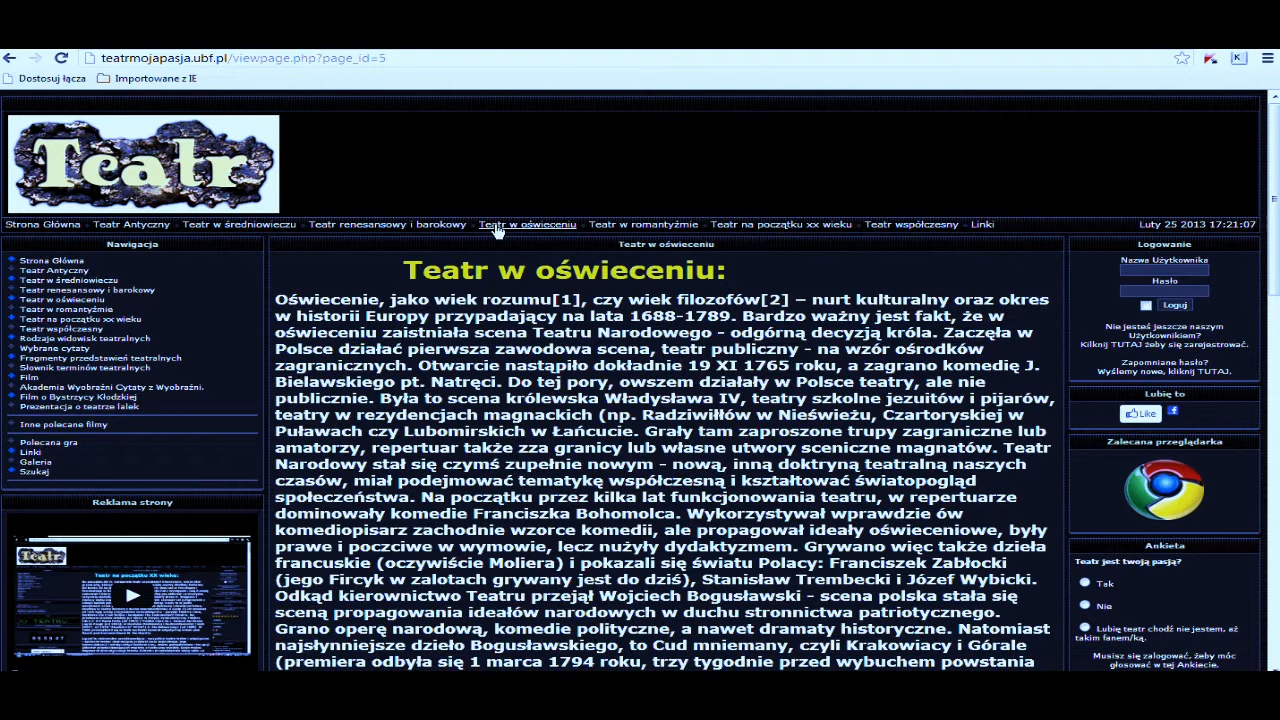 teatrmojapasja.ubf.pl/viewpage.php?page_id=5
Dostosuj łącza Importowane z IE
Teatr
Strona Główna Teatr Antyczny Teatr w średniowieczu Teatr renesansowy i barokowy Teatr w oświeceniu Teatr w romantyźmie Teatr na początku xx wieku Teatr współczesny Linki Luty 25 2013 17:21:07
Nawigacja
Strona Główna
Teatr Antyczny
Teatr w średniowieczu
Teatr renesansowy i barokowy
Teatr w oświeceniu
Teatr w romantyźmie
Teatr na początku xx wieku
Teatr współczesny
Rodzaje widowisk teatralnych
Wybrane cytaty
Fragmenty przedstawień teatralnych
Słownik terminów teatralnych
Film
Akademia Wyobraźni Cytaty z Wyobraźni.
Film o Bystrzycy Kłodzkiej
Prezentacja o teatrze lalek
Inne polecane filmy
Polecana gra
Linki
Galeria
Szukaj
Reklama strony
Teatr
Teatr na początku XX wieku:
Teatr w oświeceniu
Teatr w oświeceniu:
Oświecenie, jako wiek rozumu[1], czy wiek filozofów[2] – nurt kulturalny oraz okres
w historii Europy przypadający na lata 1688-1789. Bardzo ważny jest fakt, że w
oświeceniu zaistniała scena Teatru Narodowego - odgórną decyzją króla. Zaczęła w
Polsce działać pierwsza zawodowa scena, teatr publiczny - na wzór ośrodków
zagranicznych. Otwarcie nastąpiło dokładnie 19 XI 1765 roku, a zagrano komedię J.
Bielawskiego pt. Natręci. Do tej pory, owszem działały w Polsce teatry, ale nie
publicznie. Była to scena królewska Władysława IV, teatry szkolne jezuitów i pijarów,
teatry w rezydencjach magnackich (np. Radziwiłłów w Nieświeżu, Czartoryskiej w
Puławach czy Lubomirskich w Łańcucie. Grały tam zaproszone trupy zagraniczne lub
amatorzy, repertuar także zza granicy lub własne utwory sceniczne magnatów. Teatr
Narodowy stał się czymś zupełnie nowym - nową, inną doktryną teatralną naszych
czasów, miał podejmować tematykę współczesną i kształtować światopogląd
społeczeństwa. Na początku przez kilka lat funkcjonowania teatru, w repertuarze
dominowały komedie Franciszka Bohomolca. Wykorzystywał wprawdzie ów
komediopisarz zachodnie wzorce komedii, ale propagował ideały oświeceniowe, były
prawe i poczciwe w wymowie, lecz nużyły dydaktyzmem. Grywano więc także dzieła
francuskie (oczywiście Moliera) i pokazali się światu Polacy: Franciszek Zabłocki
(jego Fircyk w zalotach grywany jest do dziś), Stanisław Trembecki i Józef Wybicki.
Odkąd kierownictwo Teatru przejął Wojciech Bogusławski - scena polska stała się
sceną propagowania ideałów oświecenia w duchu stronnictwa patriotycznego.
Grano operę narodową, komedie polityczne, a nawet dramy mieszczańskie. Natomiast
najsłynniejsze dzieło Bogusławskiego, to Cud mniemany, czyli Krakowiacy i Górale
(premiera odbyła się 1 marca 1794 roku, trzy tygodnie przed wybuchem powstania
Logowanie
Nazwa Użytkownika
Hasło
Loguj
Nie jesteś jeszcze naszym
Użytkownikiem?
Kilknij TUTAJ żeby się zarejestrować.
Zapomniane hasło?
Wyślemy nowe, kliknij TUTAJ.
Lubię to
Like
Zalecana przeglądarka
Ankieta
Teatr jest twoją pasją?
Tak
Nie
Lubię teatr chodź nie jestem, aż
takim fanem/ką.
Musisz się zalogować, żeby móc
głosować w tej Ankiecie.